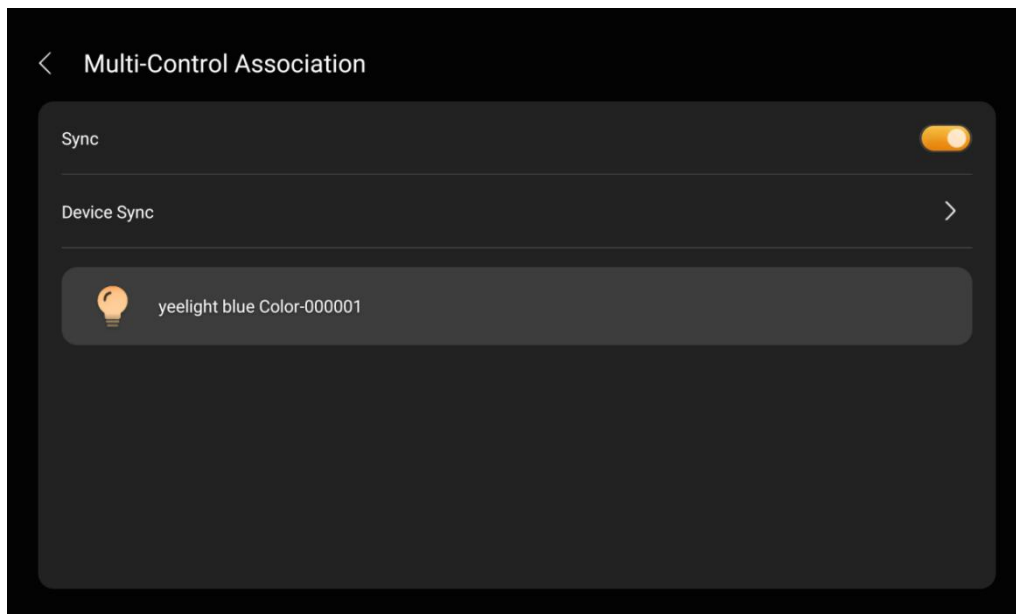 Multi-Control Association
Sync
Device Sync
yeelight blue Color-000001